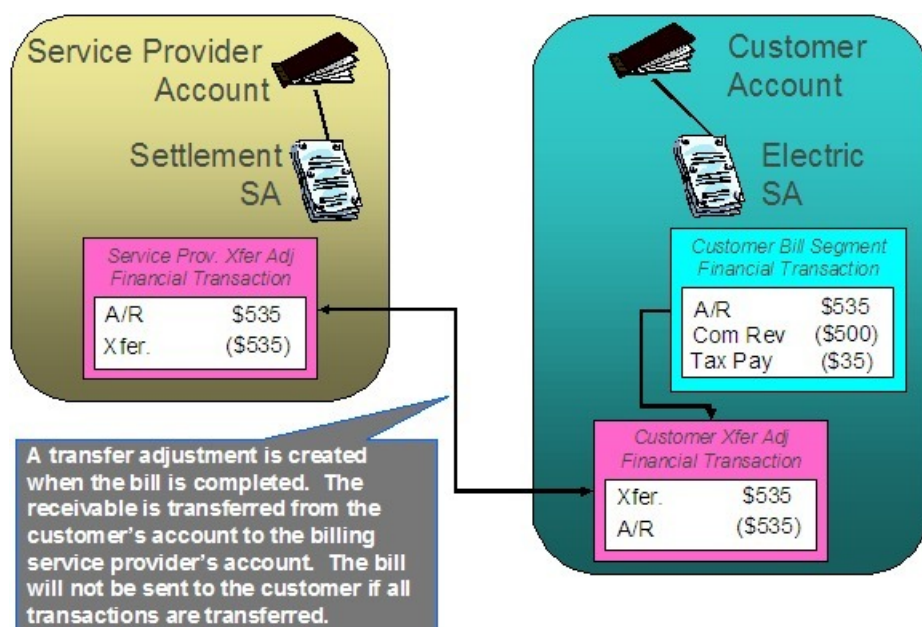 Service Provider
Account
Settlement
SA
Service Prov. Xfer Adj
Financial Transaction
A/R $535
Xfer. ($535)
Customer
Account
Electric
SA
Customer Bill Segment
Financial Transaction
A/R $535
Com Rev ($500)
Tax Pay ($35)
Customer Xfer Adj
Financial Transaction
Xfer. $535
A/R ($535)
A transfer adjustment is created
when the bill is completed. The
receivable is transferred from the
customer's account to the billing
service provider's account. The bill
will not be sent to the customer if all
transactions are transferred.